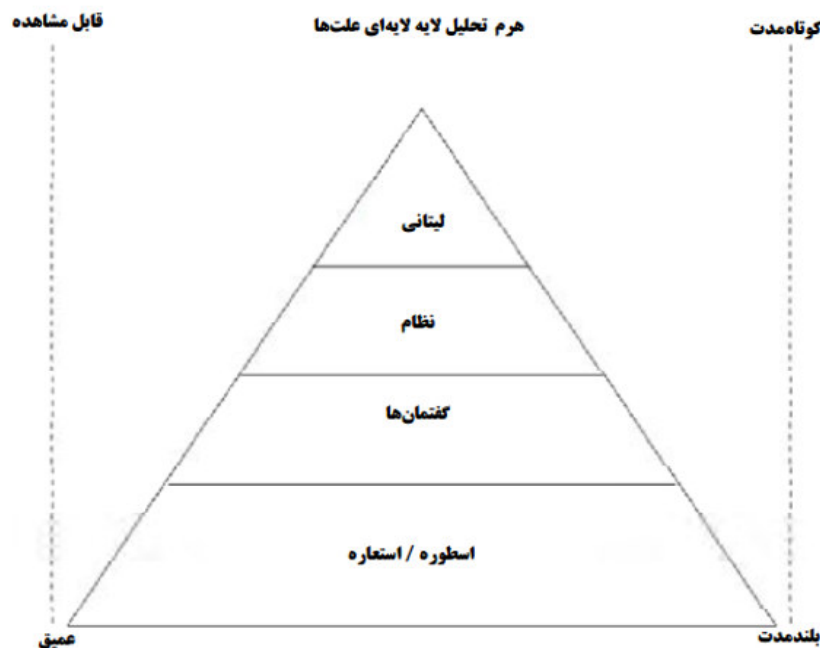 کوتاه‌مدت
هرم تحلیل لایه لایه‌ای علت‌ها
قابل مشاهده
لیتانی
نظام
گفتمان‌ها
اسطوره / استعاره
بلندمدت
عمیق